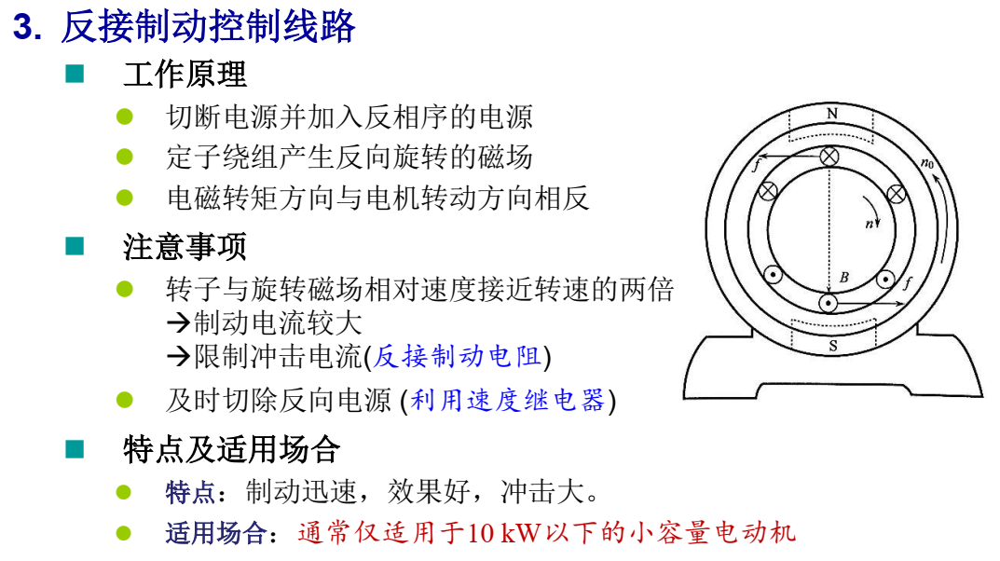 3. 反接制动控制线路
工作原理
切断电源并加入反相序的电源
定子绕组产生反向旋转的磁场
电磁转矩方向与电机转动方向相反
注意事项
转子与旋转磁场相对速度接近转速的两倍
→制动电流较大
→限制冲击电流(反接制动电阻)
及时切除反向电源 (利用速度继电器)
特点及适用场合
特点：制动迅速，效果好，冲击大。
适用场合：通常仅适用于10 kW以下的小容量电动机
N
f
n0
n
B
f
S